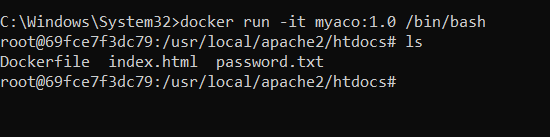 C:\Windows\System32>docker run -it myaco:1.0 /bin/bash
root@69fce7f3dc79:/usr/local/apache2/htdocs# ls
Dockerfile  index.html  password.txt
root@69fce7f3dc79:/usr/local/apache2/htdocs#